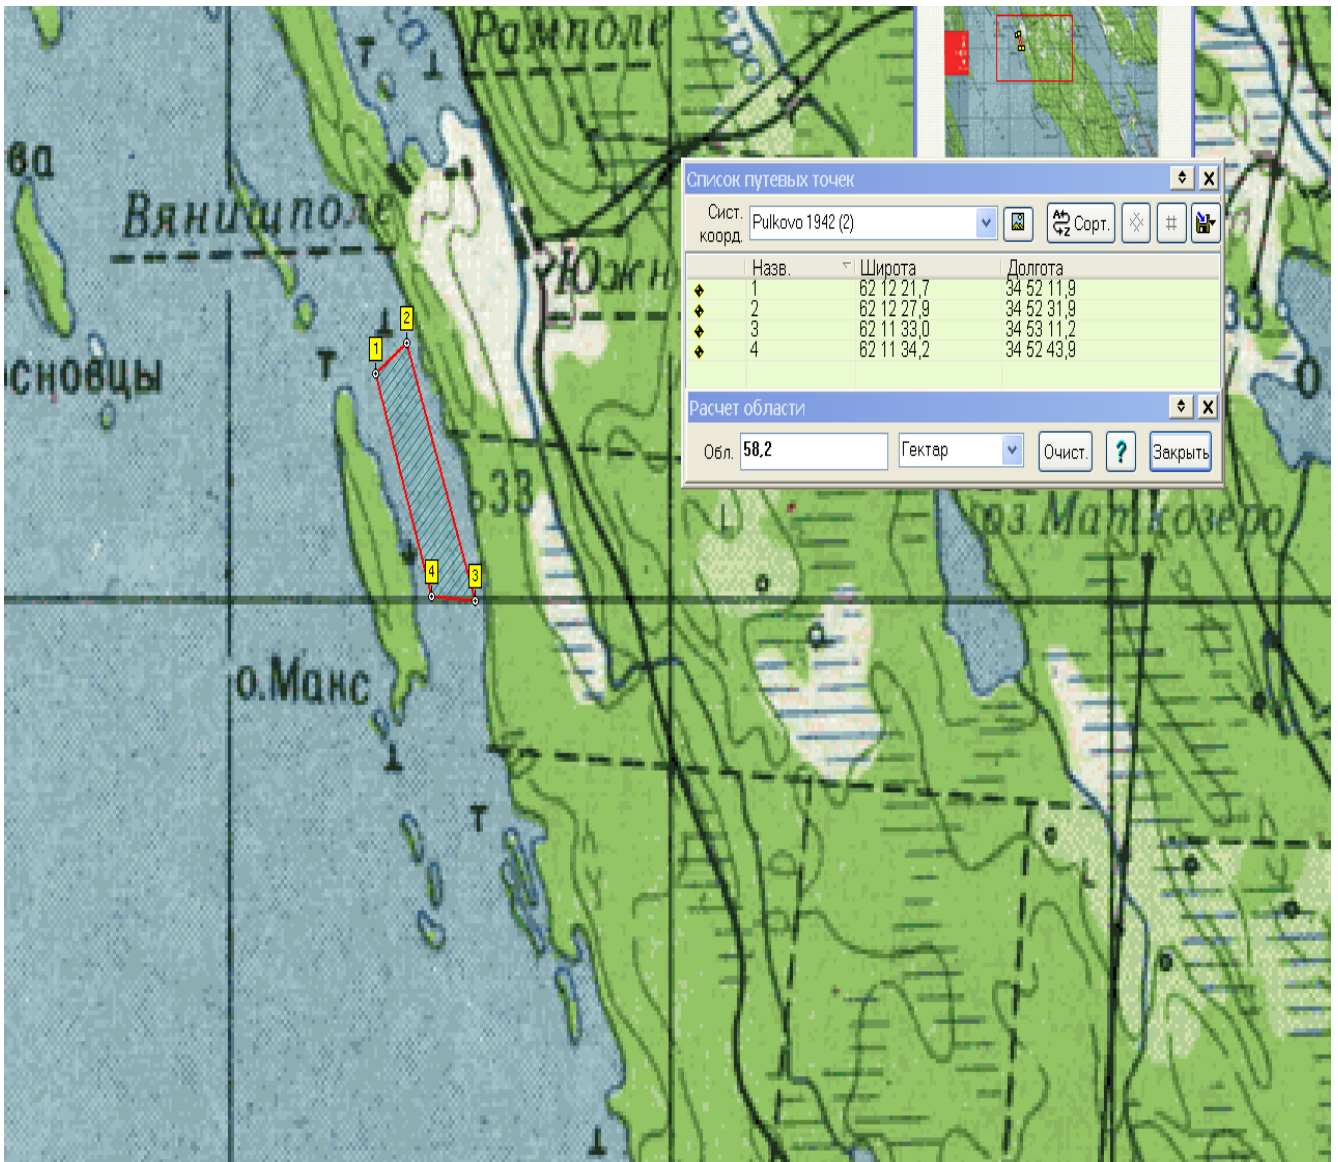 Рамполе
ва
Вянишполе
Список путевых точек
Сист. коорд. Pulkovo 1942 (2) Сорт.
Назв. Широта Долгота
1 62 12 21,7 34 52 11,9
2 62 12 27,9 34 52 31,9
3 62 11 33,0 34 53 11,2
4 62 11 34,2 34 52 43,9
Южн
2
1
сновцы
Расчет области
Обл. 58,2 Гектар Очист. ? Закрыть
оз. Маткозеро
4
3
о.Макс